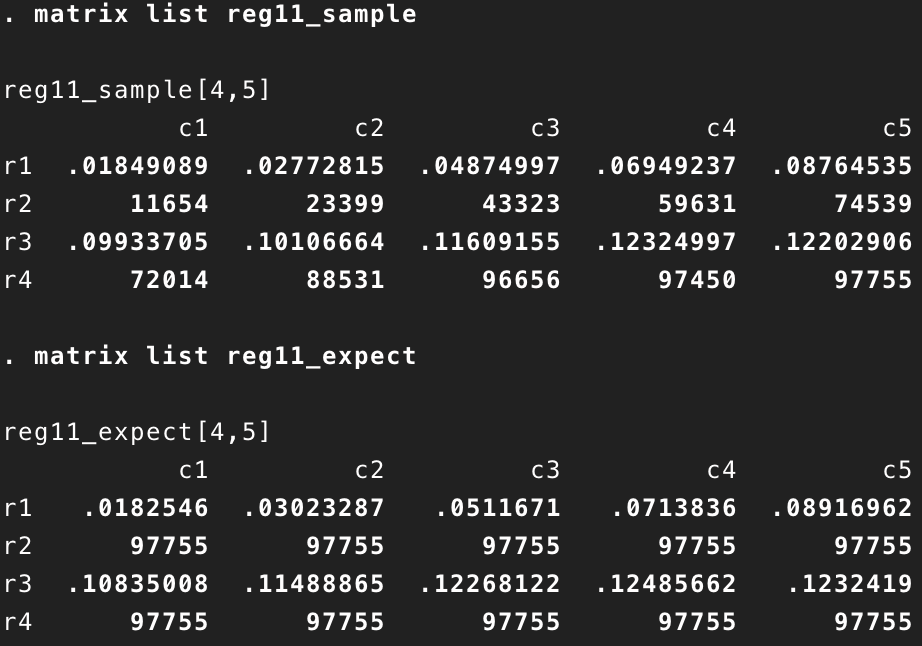 . matrix list reg11_sample
reg11_sample[4,5]
c1 c2 c3 c4 c5
r1 .01849089 .02772815 .04874997 .06949237 .08764535
r2 11654 23399 43323 59631 74539
r3 .09933705 .10106664 .11609155 .12324997 .12202906
r4 72014 88531 96656 97450 97755
. matrix list reg11_expect
reg11_expect[4,5]
c1 c2 c3 c4 c5
r1 .0182546 .03023287 .0511671 .0713836 .08916962
r2 97755 97755 97755 97755 97755
r3 .10835008 .11488865 .12268122 .12485662 .1232419
r4 97755 97755 97755 97755 97755